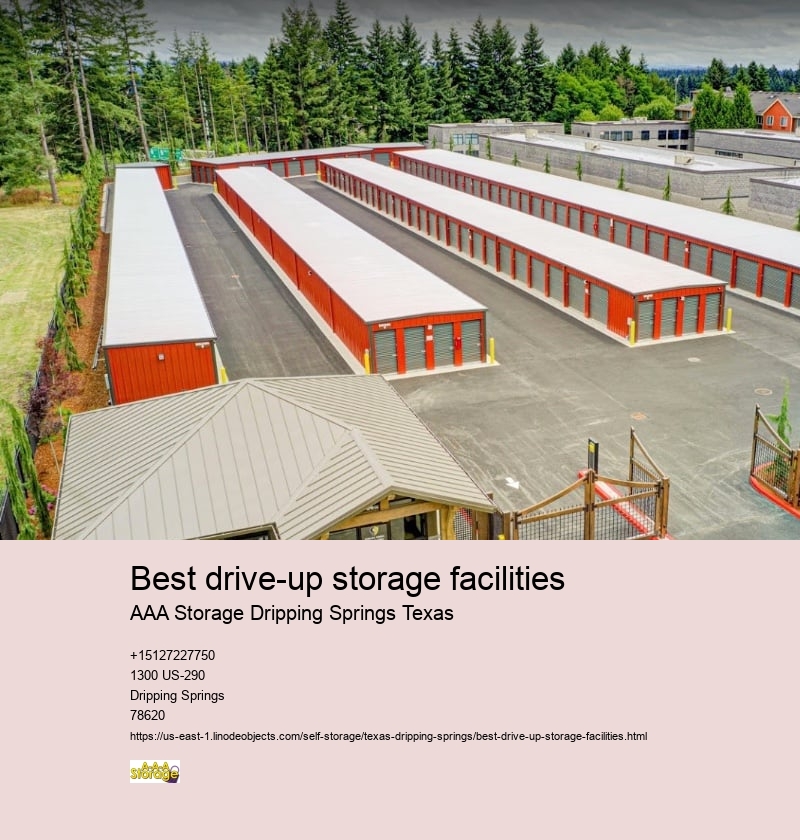 Best drive-up storage facilities
AAA Storage Dripping Springs Texas
+15127227750
1300 US-290
Dripping Springs
78620
https://us-east-1.linodeobjects.com/self-storage/texas-dripping-springs/best-drive-up-storage-facilities.html
AAA
Storage